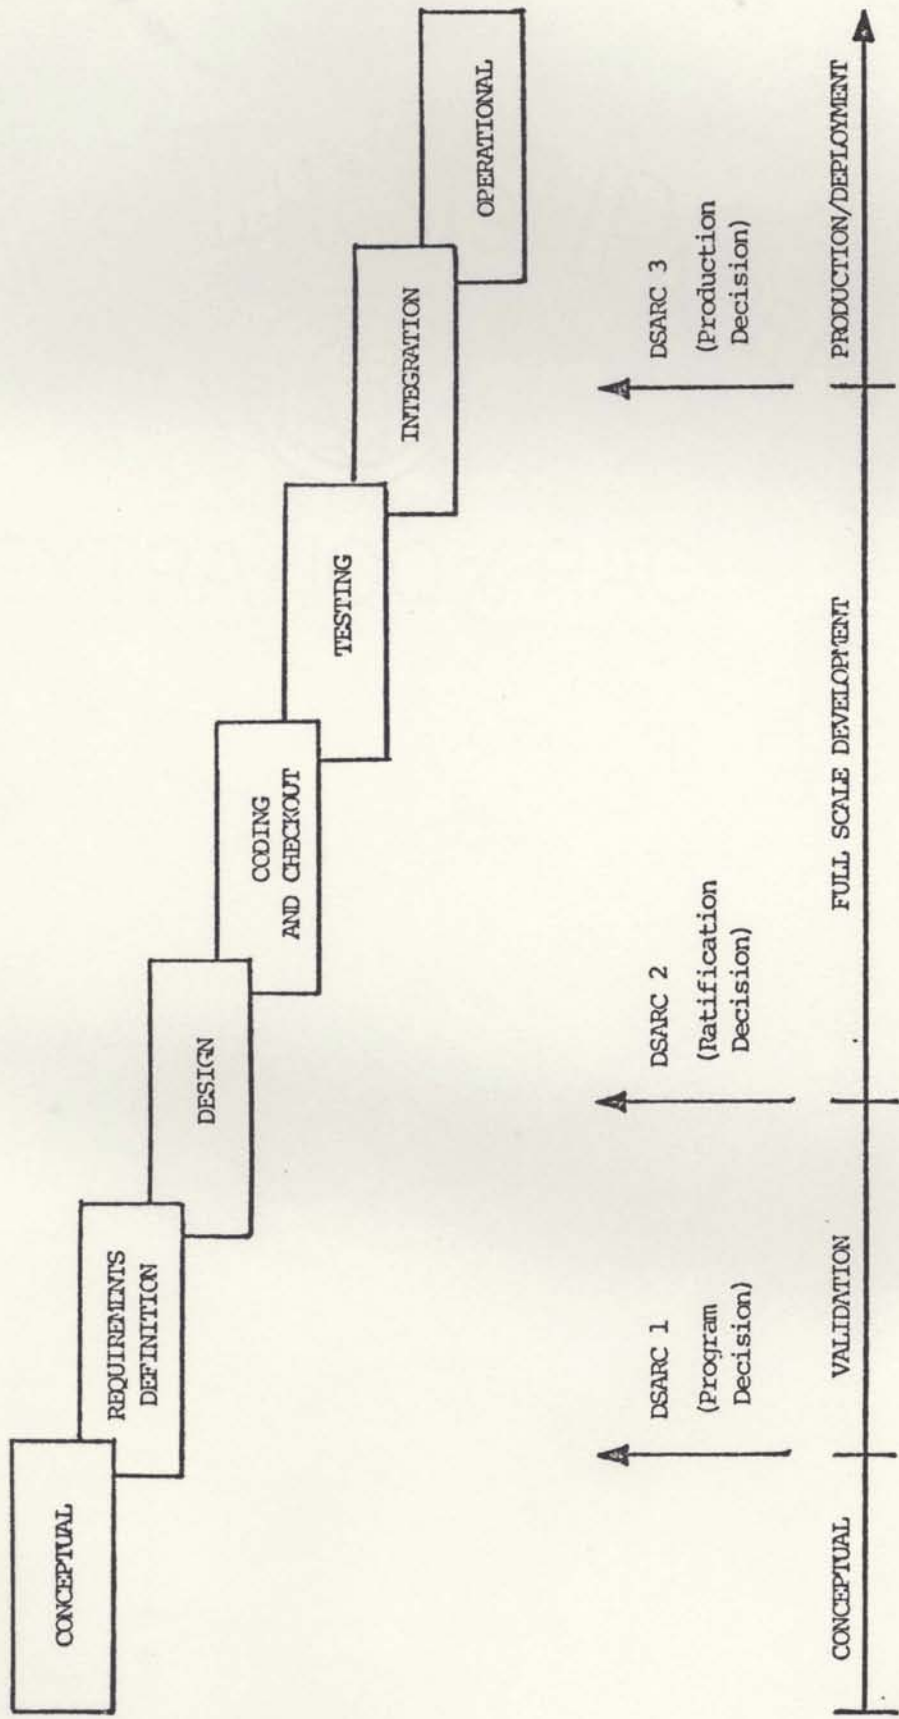 CONCEPTUAL
REQUIREMENTS
DEFINITION
DESIGN
CODING
AND CHECKOUT
TESTING
INTEGRATION
OPERATIONAL
DSARC 1
(Program
Decision)
DSARC 2
(Ratification
Decision)
DSARC 3
(Production
Decision)
CONCEPTUAL
VALIDATION
FULL SCALE DEVELOPMENT
PRODUCTION/DEPLOYMENT